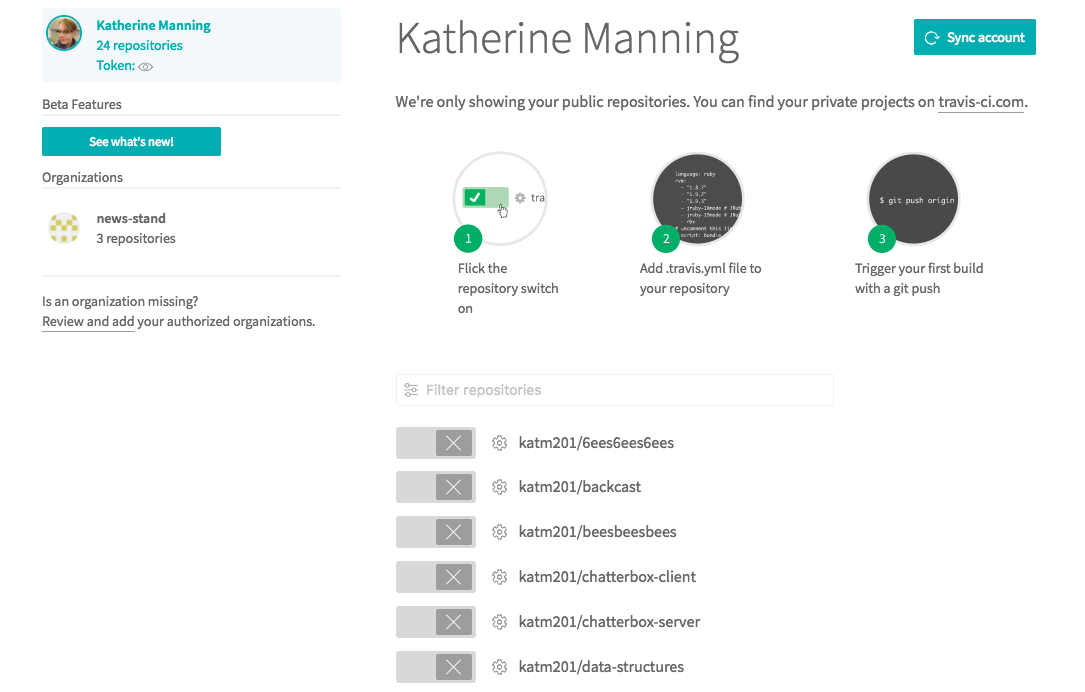 Katherine Manning
24 repositories
Token:
Beta Features
See what's new!
Organizations
news-stand
3 repositories
Is an organization missing?
Review and add your authorized organizations.
Katherine Manning
Sync account
We're only showing your public repositories. You can find your private projects on travis-ci.com.
tra
1
Flick the
repository switch
on
language: ruby
rvm:
- "1.8.7"
- "1.9.2"
- "1.9.3"
- jruby-18mode # JRub
- jruby-19mode # JRub
- rbx
# uncomment this li
script: bundle
2
Add .travis.yml file to
your repository
$ git push origin
3
Trigger your first build
with a git push
Filter repositories
katm201/6ees6ees6ees
katm201/backcast
katm201/beesbeesbees
katm201/chatterbox-client
katm201/chatterbox-server
katm201/data-structures